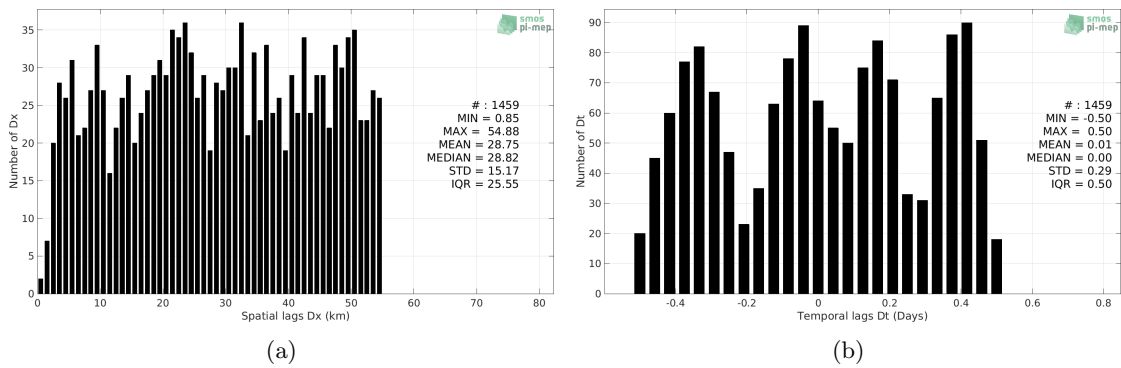 smos
pi-mep
35
30
25
20
15
10
5
0
Number of Dx
# : 1459
MIN = 0.85
MAX = 54.88
MEAN = 28.75
MEDIAN = 28.82
STD = 15.17
IQR = 25.55
0 10 20 30 40 50 60 70 80
Spatial lags Dx (km)
(a)
smos
pi-mep
90
80
70
60
50
40
30
20
10
0
Number of Dt
# : 1459
MIN = -0.50
MAX = 0.50
MEAN = 0.01
MEDIAN = 0.00
STD = 0.29
IQR = 0.50
-0.4 -0.2 0 0.2 0.4 0.6 0.8
Temporal lags Dt (Days)
(b)